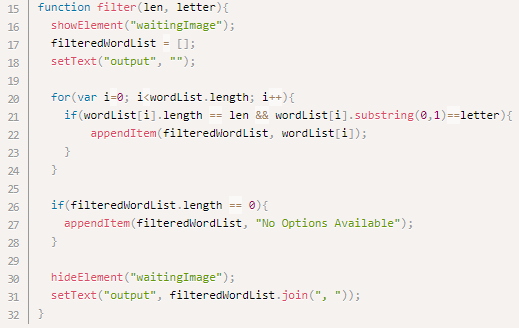 15 function filter(len, letter){
16   showElement("waitingImage");
17   filteredWordList = [];
18   setText("output", "");
19
20   for(var i=0; i<wordList.length; i++){
21     if(wordList[i].length == len && wordList[i].substring(0,1)==letter){
22         appendItem(filteredWordList, wordList[i]);
23     }
24   }
25
26   if(filteredWordList.length == 0){
27     appendItem(filteredWordList, "No Options Available");
28   }
29
30   hideElement("waitingImage");
31   setText("output", filteredWordList.join(", "));
32 }